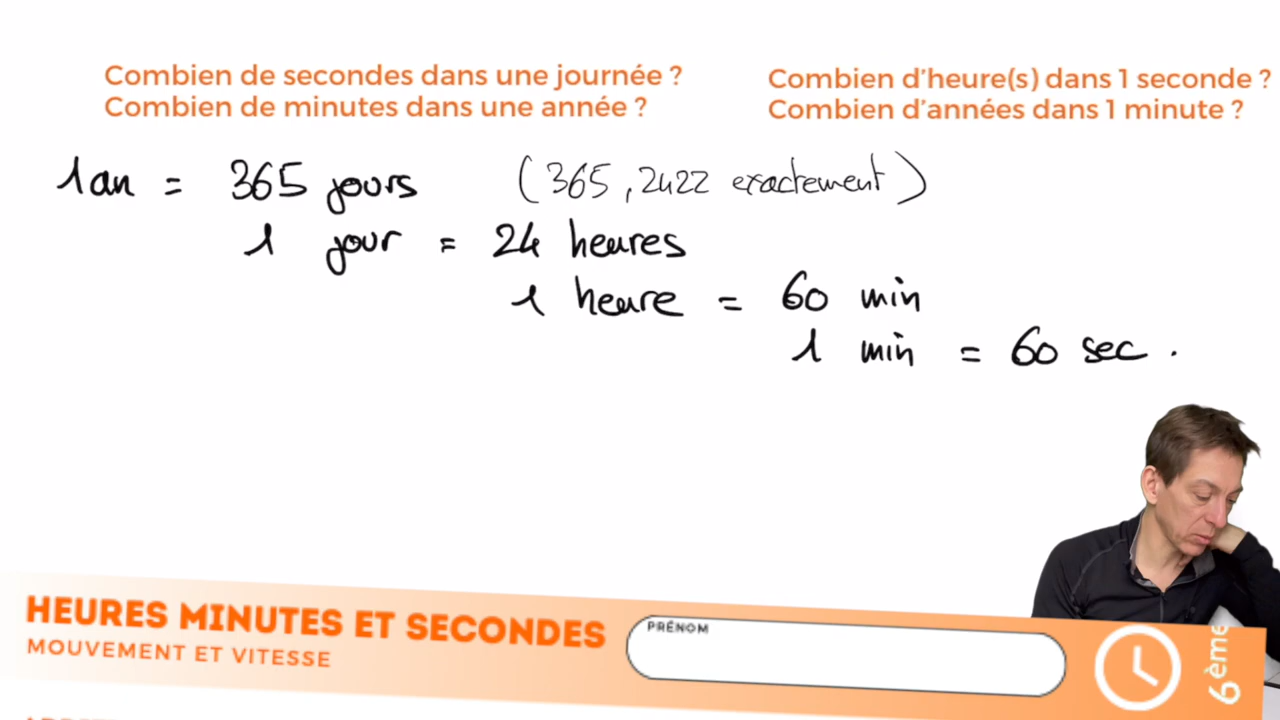 Combien de secondes dans une journée ?
Combien de minutes dans une année ?
Combien d'heure(s) dans 1 seconde ?
Combien d'années dans 1 minute ?
1 an = 365 jours (365,2422 exactement)
1 jour = 24 heures
1 heure = 60 min
1 min = 60 sec.
HEURES MINUTES ET SECONDES
MOUVEMENT ET VITESSE
PRÉNOM
6ème